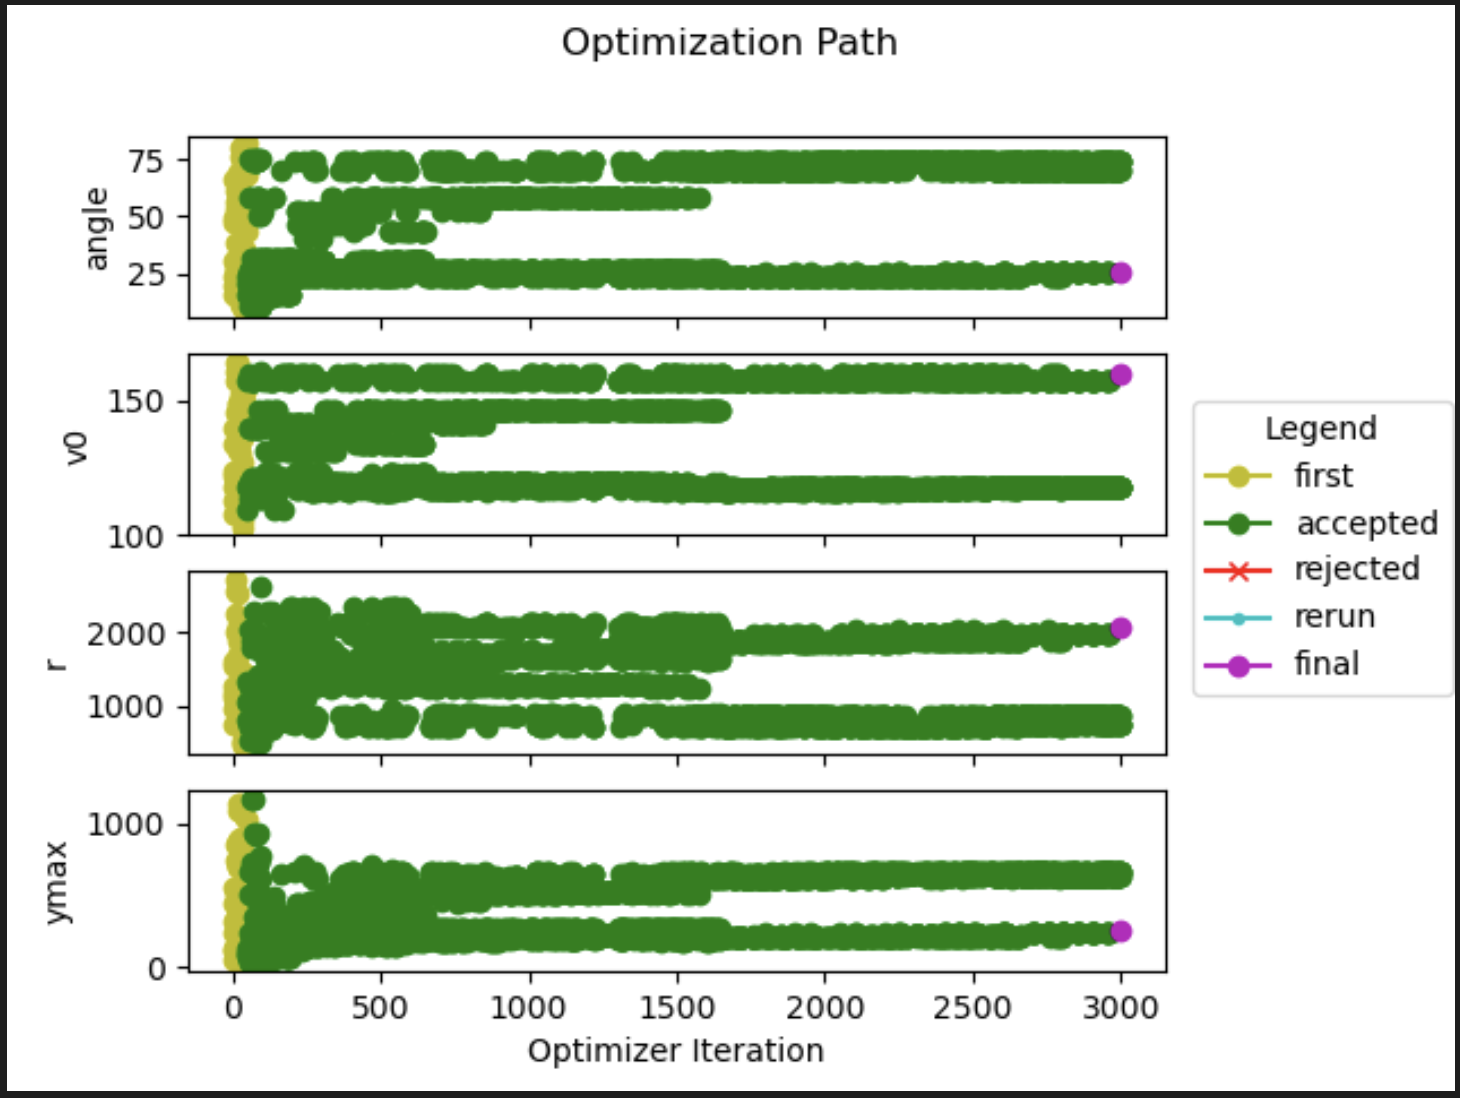 Optimization Path
angle
75
50
25
v0
150
100
r
2000
1000
ymax
1000
0
0 500 1000 1500 2000 2500 3000
Optimizer Iteration
Legend
first
accepted
rejected
rerun
final